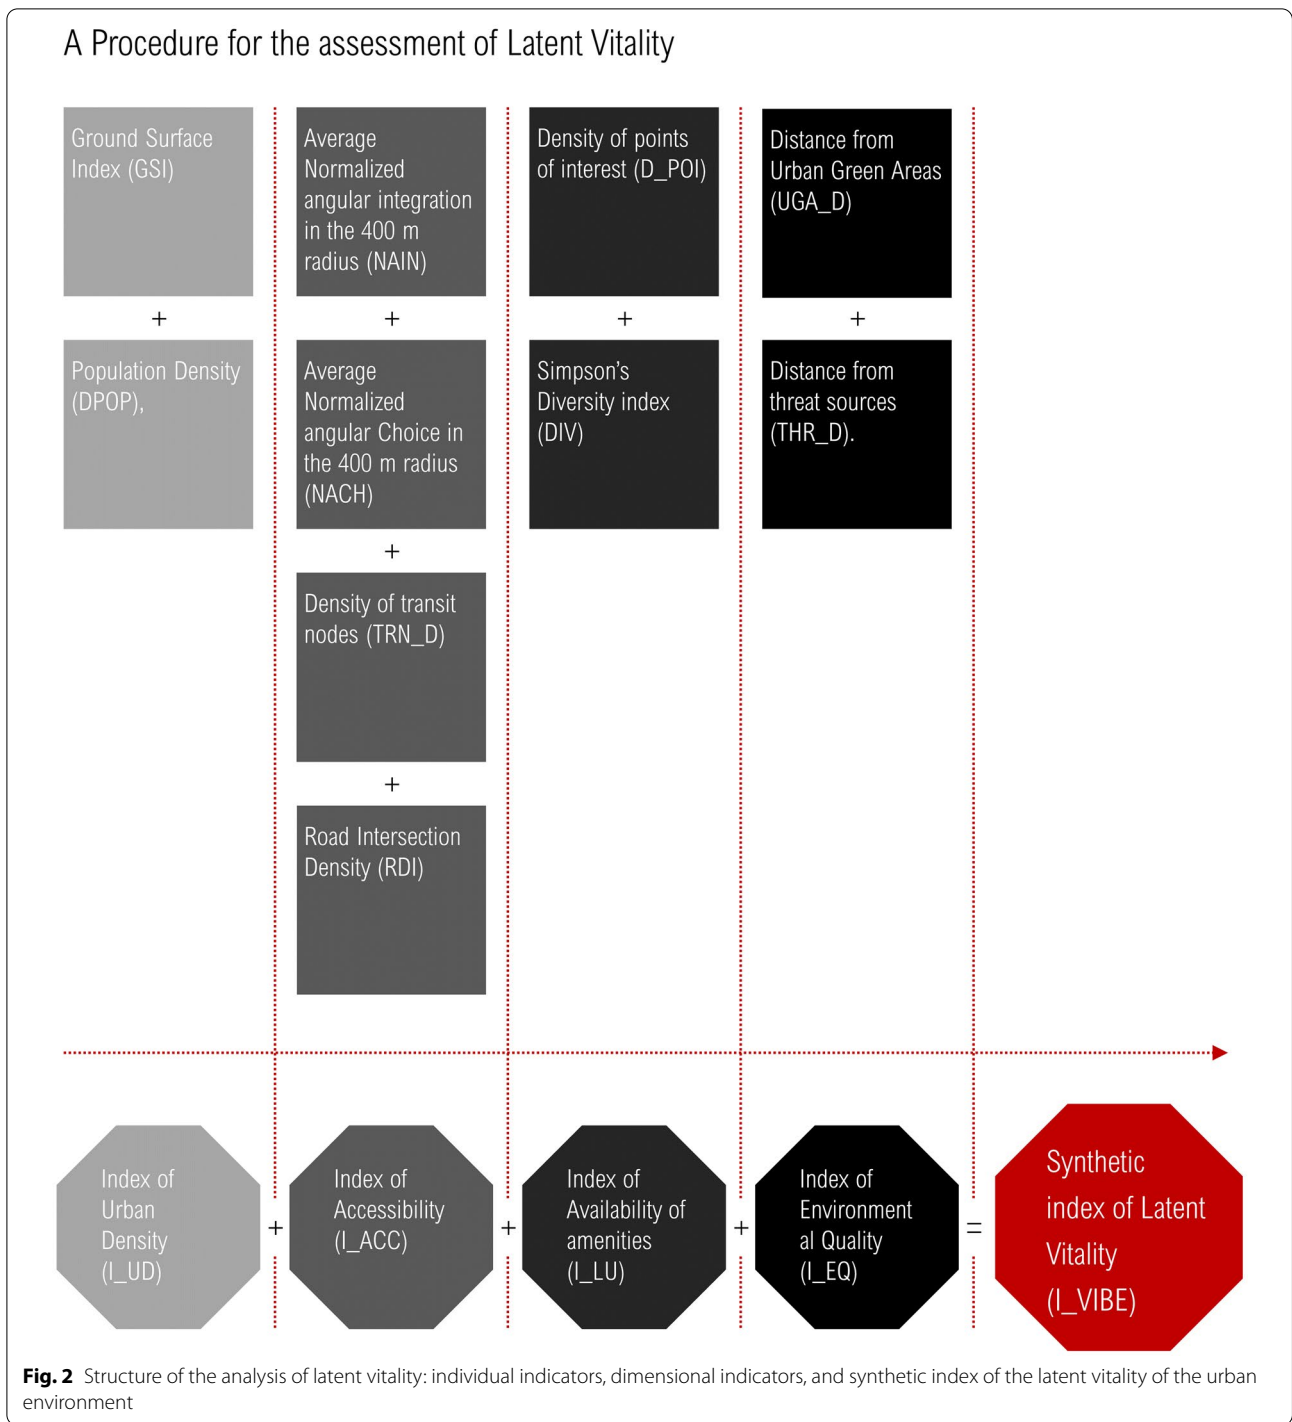 A Procedure for the assessment of Latent Vitality
Ground Surface
Index (GSI)
+
Population Density
(DPOP),
Average
Normalized
angular integration
in the 400 m
radius (NAIN)
+
Average
Normalized
angular Choice in
the 400 m radius
(NACH)
+
Density of transit
nodes (TRN_D)
+
Road Intersection
Density (RDI)
Density of points
of interest (D_POI)
+
Simpson's
Diversity index
(DIV)
Distance from
Urban Green Areas
(UGA_D)
+
Distance from
threat sources
(THR_D).
Index of
Urban
Density
(I_UD)
+
Index of
Accessibility
(I_ACC)
+
Index of
Availability of
amenities
(I_LU)
+
Index of
Environment
al Quality
(I_EQ)
=
Synthetic
index of Latent
Vitality
(I_VIBE)
Fig. 2 Structure of the analysis of latent vitality: individual indicators, dimensional indicators, and synthetic index of the latent vitality of the urban
environment